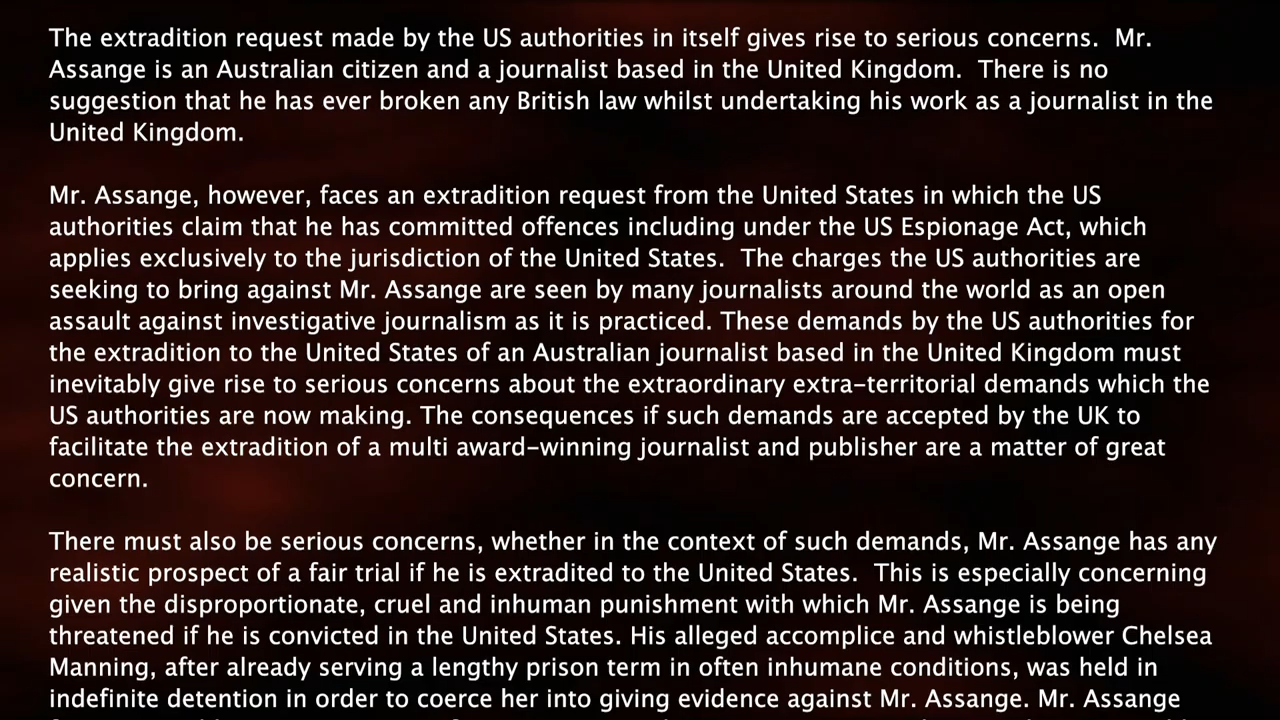 The extradition request made by the US authorities in itself gives rise to serious concerns.  Mr.
Assange is an Australian citizen and a journalist based in the United Kingdom.  There is no
suggestion that he has ever broken any British law whilst undertaking his work as a journalist in the
United Kingdom.
Mr. Assange, however, faces an extradition request from the United States in which the US
authorities claim that he has committed offences including under the US Espionage Act, which
applies exclusively to the jurisdiction of the United States.  The charges the US authorities are
seeking to bring against Mr. Assange are seen by many journalists around the world as an open
assault against investigative journalism as it is practiced. These demands by the US authorities for
the extradition to the United States of an Australian journalist based in the United Kingdom must
inevitably give rise to serious concerns about the extraordinary extra-territorial demands which the
US authorities are now making. The consequences if such demands are accepted by the UK to
facilitate the extradition of a multi award-winning journalist and publisher are a matter of great
concern.
There must also be serious concerns, whether in the context of such demands, Mr. Assange has any
realistic prospect of a fair trial if he is extradited to the United States.  This is especially concerning
given the disproportionate, cruel and inhuman punishment with which Mr. Assange is being
threatened if he is convicted in the United States. His alleged accomplice and whistleblower Chelsea
Manning, after already serving a lengthy prison term in often inhumane conditions, was held in
indefinite detention in order to coerce her into giving evidence against Mr. Assange. Mr. Assange